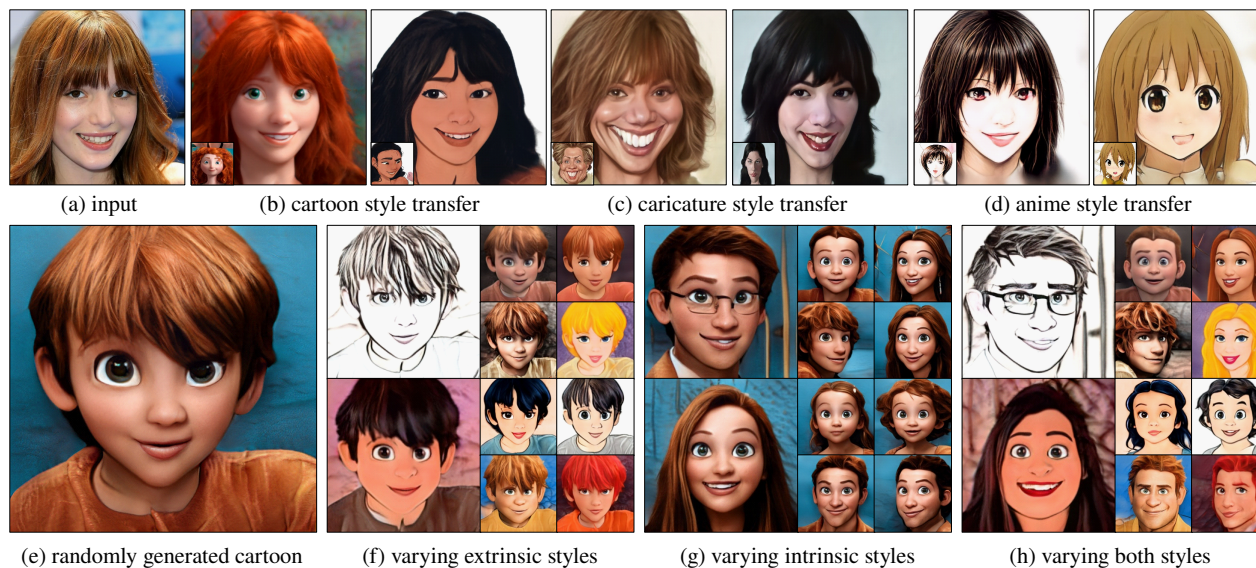 (a) input
(b) cartoon style transfer
(c) caricature style transfer
(d) anime style transfer
(e) randomly generated cartoon
(f) varying extrinsic styles
(g) varying intrinsic styles
(h) varying both styles